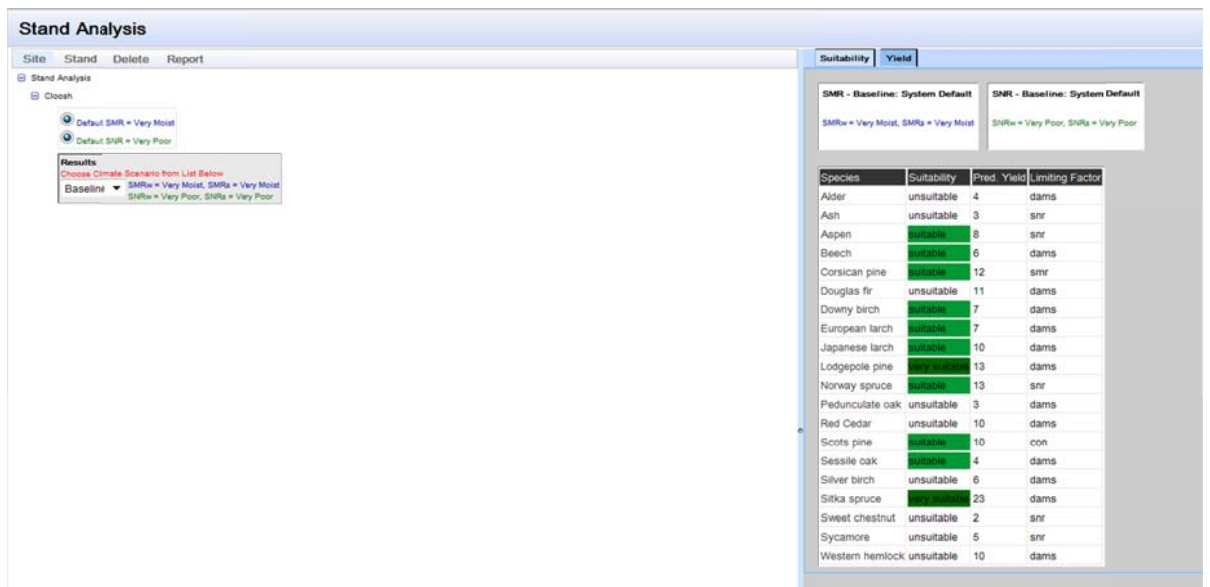 Stand Analysis
Site Stand Delete Report
Stand Analysis
Cloosh
Default SMR = Very Moist
Default SNR = Very Poor
Results
Choose Climate Scenario from List Below
Baseline SMRw = Very Moist, SMRs = Very Moist
SNRw = Very Poor, SNRs = Very Poor
Suitability Yield
SMR - Baseline: System Default
SMRw = Very Moist, SMRs = Very Moist
SNR - Baseline: System Default
SNRw = Very Poor, SNRs = Very Poor
Species Suitability Pred. Yield Limiting Factor
Alder unsuitable 4 dams
Ash unsuitable 3 snr
Aspen suitable 8 snr
Beech suitable 6 dams
Corsican pine suitable 12 smr
Douglas fir unsuitable 11 dams
Downy birch suitable 7 dams
European larch suitable 7 dams
Japanese larch suitable 10 dams
Lodgepole pine very suitable 13 dams
Norway spruce suitable 13 snr
Pedunculate oak unsuitable 3 dams
Red Cedar unsuitable 10 dams
Scots pine suitable 10 con
Sessile oak suitable 4 dams
Silver birch unsuitable 6 dams
Sitka spruce very suitable 23 dams
Sweet chestnut unsuitable 2 snr
Sycamore unsuitable 5 snr
Western hemlock unsuitable 10 dams